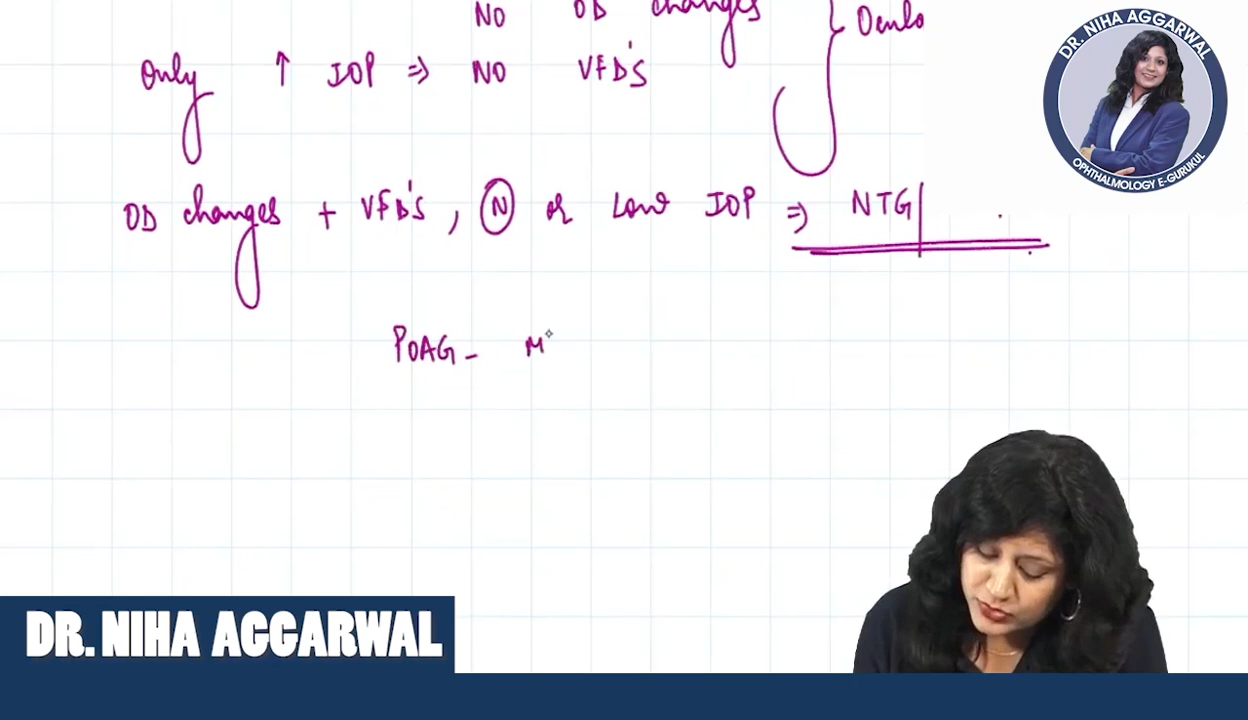 NO OD changes
Only ↑ IOP ⇒ NO VFD's
OD changes + VFD's, N or Low IOP ⇒ NTG
POAG -
DR. NIHA AGGARWAL
OPHTHALMOLOGY E-GURUKUL
DR. NIHA AGGARWAL